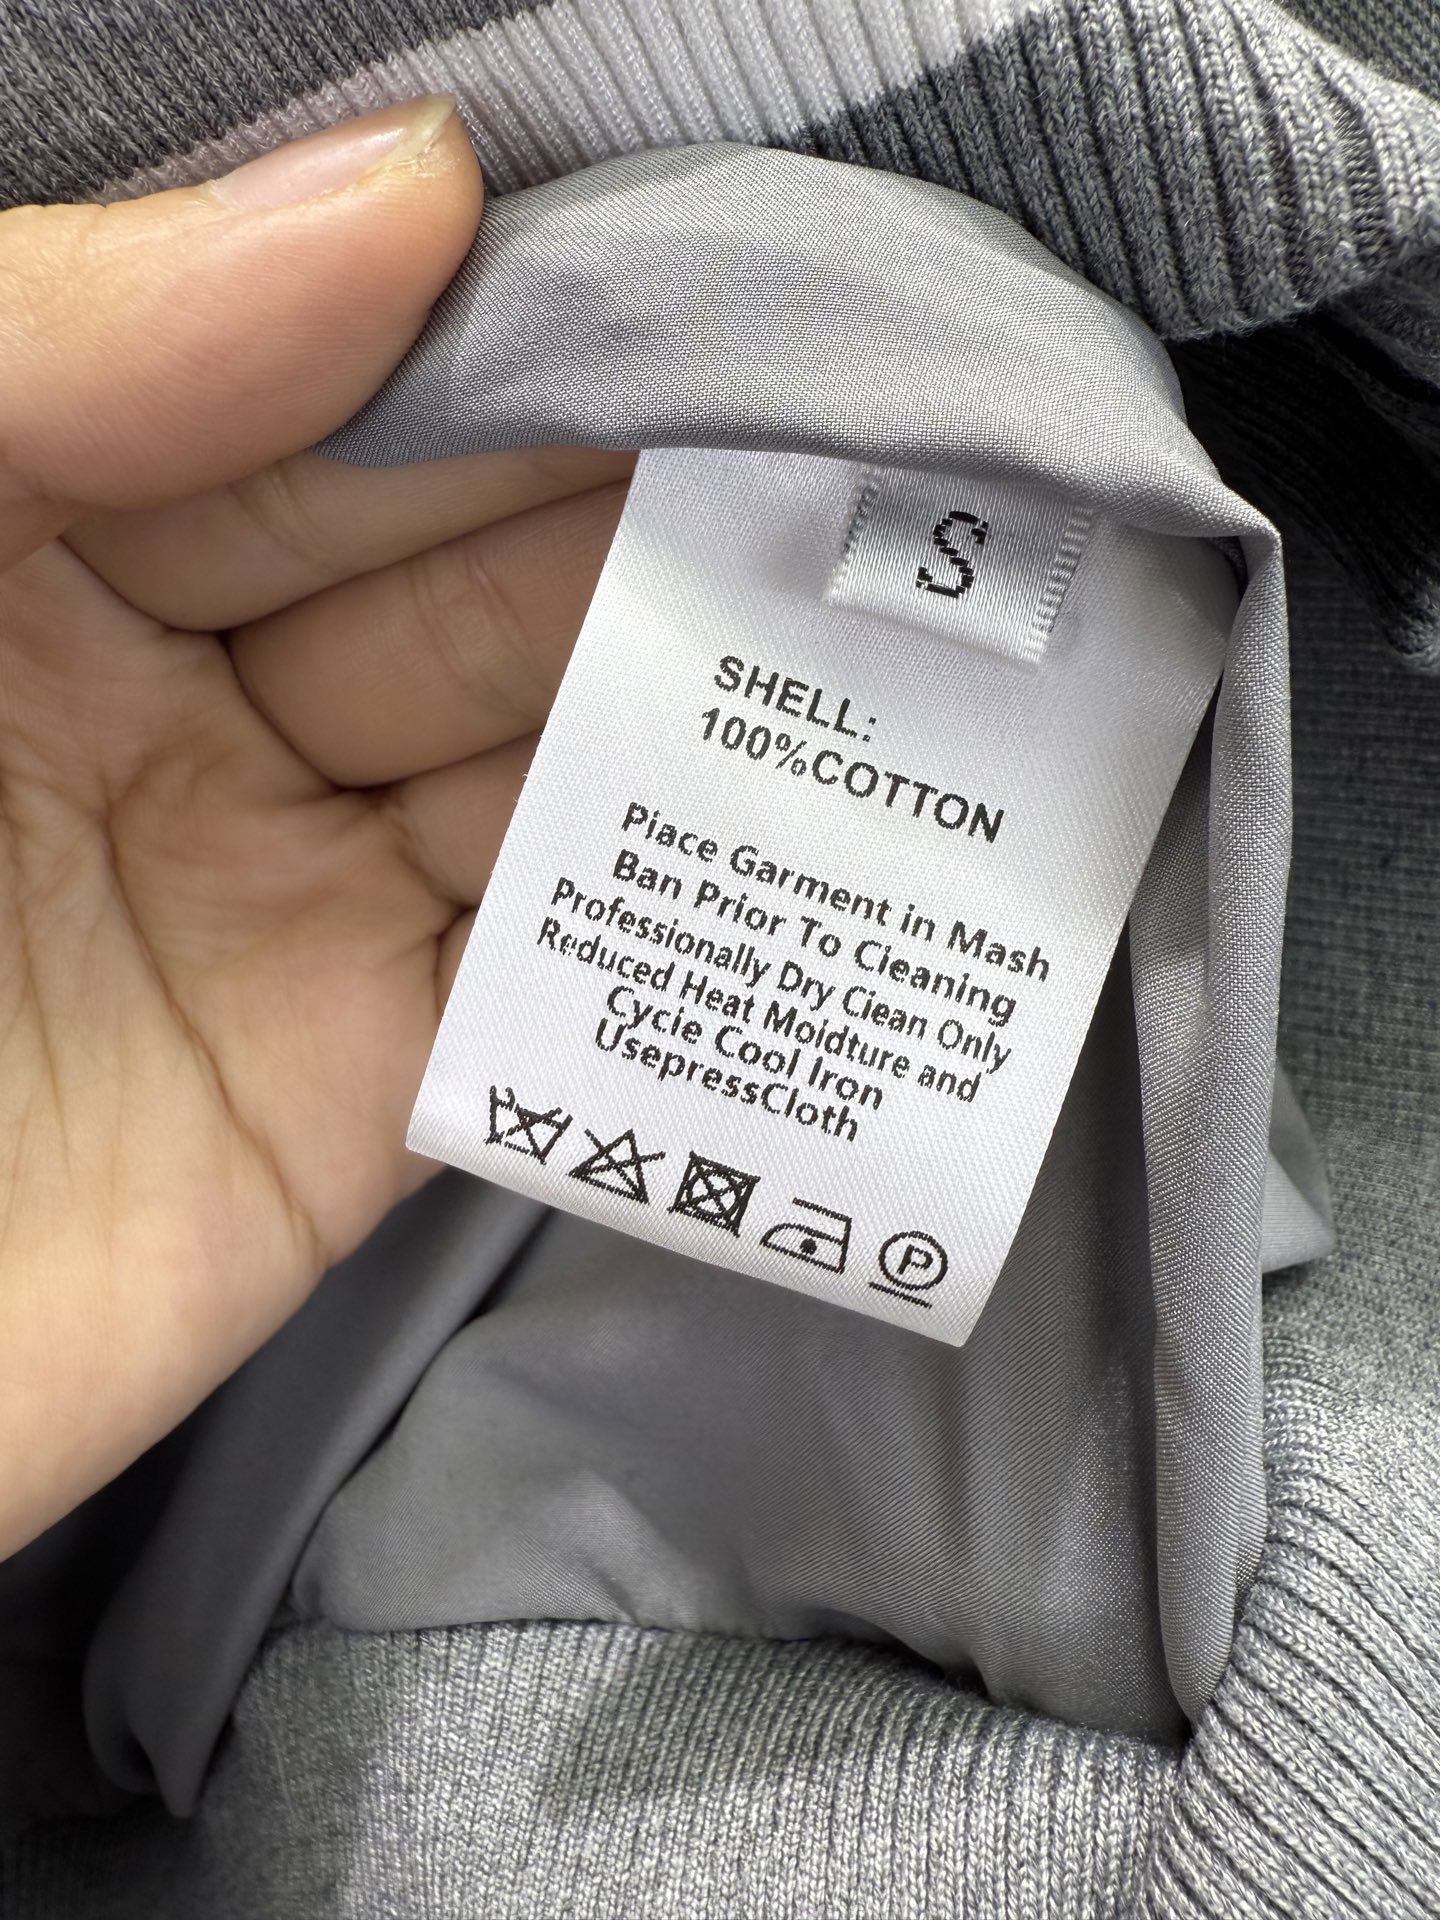 S
SHELL:
100%COTTON
Piace Garment in Mash
Ban Prior To Cieaning
Professionally Dry Ciean Only
Reduced Heat Moidture and
Cycie Cool Iron
UsepressCloth
P